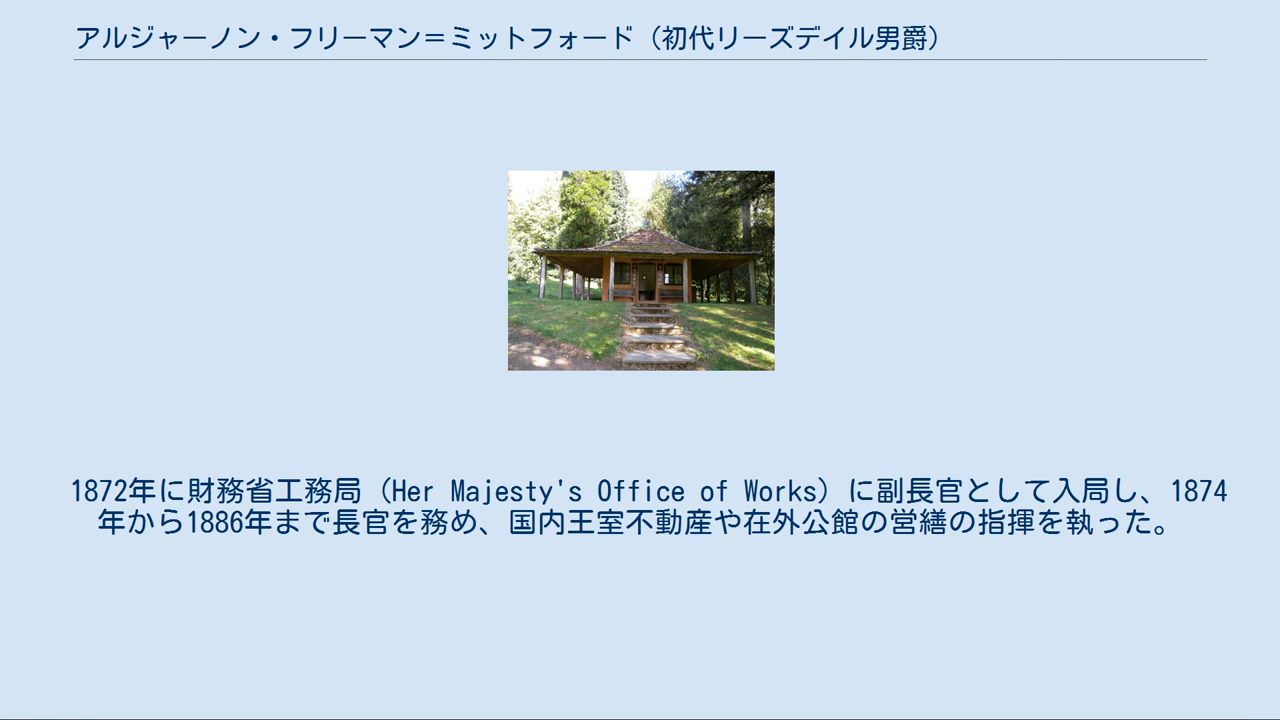 アルジャーノン・フリーマン＝ミットフォード（初代リーズデイル男爵）
1872年に財務省工務局（Her Majesty's Office of Works）に副長官として入局し、1874
年から1886年まで長官を務め、国内王室不動産や在外公館の営繕の指揮を執った。